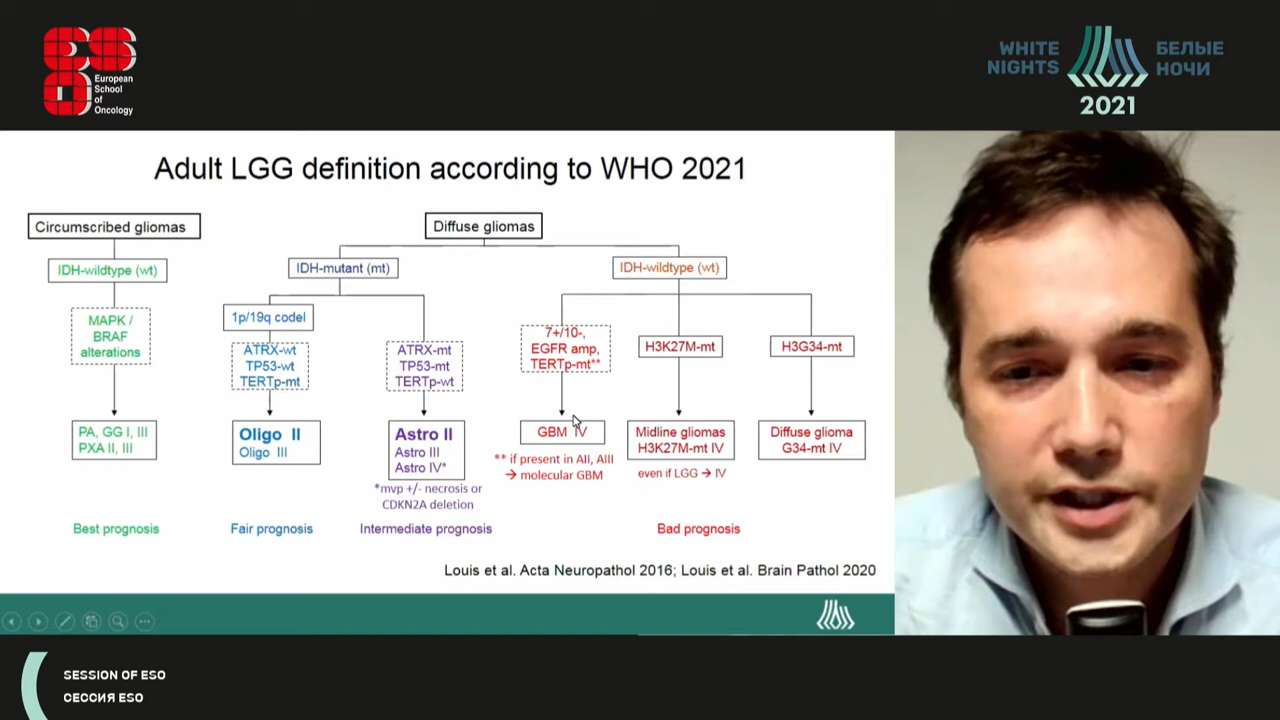 ESO
European
School
of
Oncology
WHITE
NIGHTS
БЕЛЫЕ
НОЧИ
2021
Adult LGG definition according to WHO 2021
Circumscribed gliomas
Diffuse gliomas
IDH-wildtype (wt)
IDH-mutant (mt)
IDH-wildtype (wt)
MAPK /
BRAF
alterations
1p/19q codel
ATRX-wt
TP53-wt
TERTp-mt
ATRX-mt
TP53-mt
TERTp-wt
7+/10-,
EGFR amp,
TERTp-mt**
H3K27M-mt
H3G34-mt
PA, GG I, III
PXA II, III
Oligo II
Oligo III
Astro II
Astro III
Astro IV*
*mvp +/- necrosis or
CDKN2A deletion
GBM IV
** if present in AII, AIII
→ molecular GBM
Midline gliomas
H3K27M-mt IV
even if LGG → IV
Diffuse glioma
G34-mt IV
Best prognosis
Fair prognosis
Intermediate prognosis
Bad prognosis
Louis et al. Acta Neuropathol 2016; Louis et al. Brain Pathol 2020
SESSION OF ESO
СЕССИЯ ESO